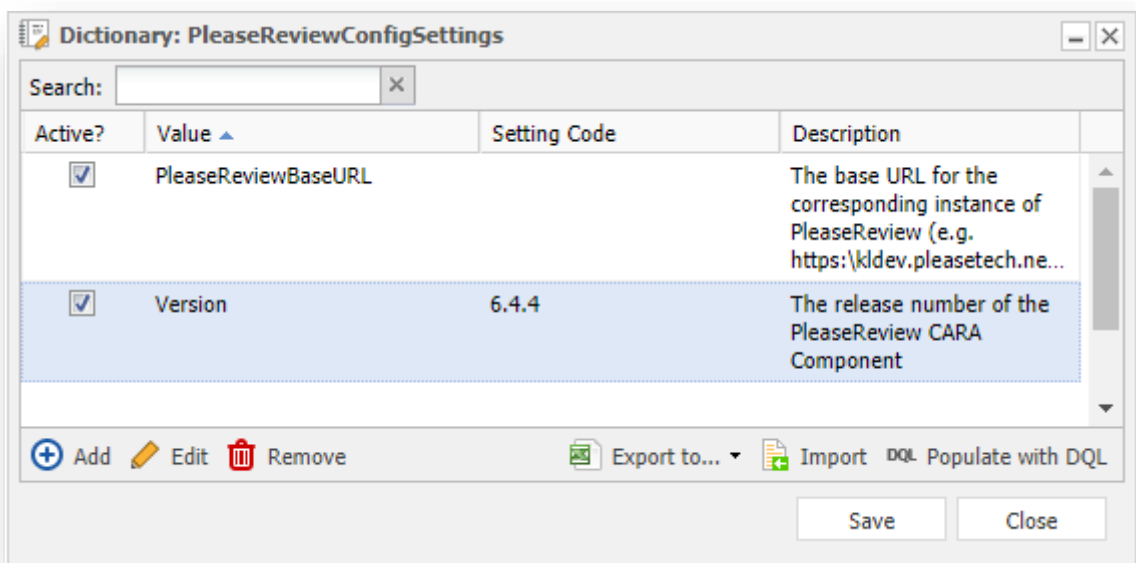 Dictionary: PleaseReviewConfigSettings
Search:
Active? Value Setting Code Description
PleaseReviewBaseURL The base URL for the
corresponding instance of
PleaseReview (e.g.
https:\kldev.pleasetech.ne...
Version 6.4.4 The release number of the
PleaseReview CARA
Component
Add Edit Remove Export to... Import DQL Populate with DQL
Save Close